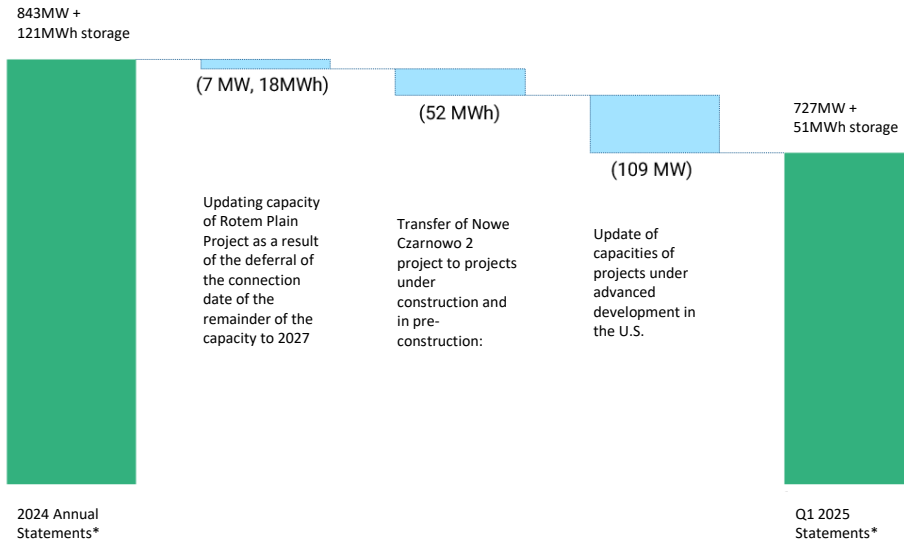 843MW +
121MWh storage
(7 MW, 18MWh)
(52 MWh)
(109 MW)
727MW +
51MWh storage
Updating capacity
of Rotem Plain
Project as a result
of the deferral of
the connection
date of the
remainder of the
capacity to 2027
Transfer of Nowe
Czarnowo 2
project to projects
under
construction and
in pre-
construction:
Update of
capacities of
projects under
advanced
development in
the U.S.
2024 Annual
Statements*
Q1 2025
Statements*